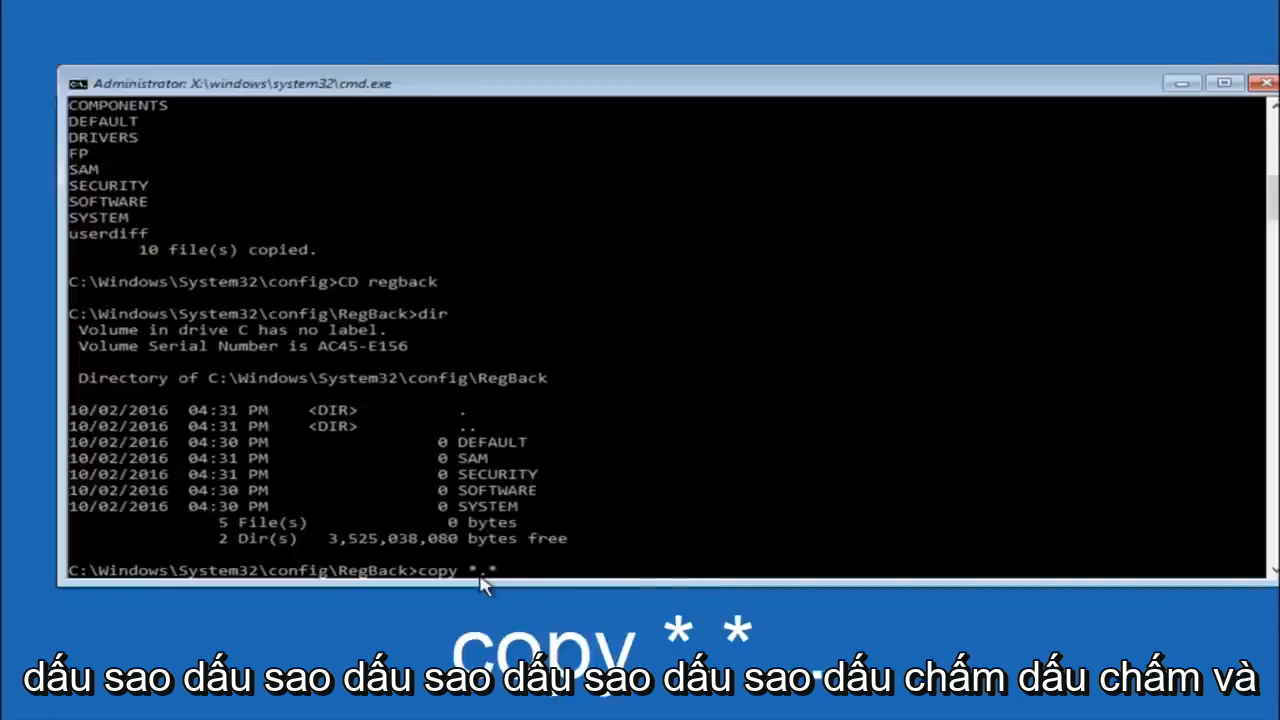 Administrator: X:\windows\system32\cmd.exe
COMPONENTS
DEFAULT
DRIVERS
FP
SAM
SECURITY
SOFTWARE
SYSTEM
userdiff
10 file(s) copied.
C:\Windows\System32\config>CD regback
C:\Windows\System32\config\RegBack>dir
Volume in drive C has no label.
Volume Serial Number is AC45-E156
Directory of C:\Windows\System32\config\RegBack
10/02/2016 04:31 PM <DIR> .
10/02/2016 04:31 PM <DIR> ..
10/02/2016 04:30 PM 0 DEFAULT
10/02/2016 04:31 PM 0 SAM
10/02/2016 04:31 PM 0 SECURITY
10/02/2016 04:30 PM 0 SOFTWARE
10/02/2016 04:30 PM 0 SYSTEM
5 File(s) 0 bytes
2 Dir(s) 3,525,038,080 bytes free
C:\Windows\System32\config\RegBack>copy *.*
copy *.* ..
dấu sao dấu sao dấu sao dấu sao dấu sao dấu chấm dấu chấm và